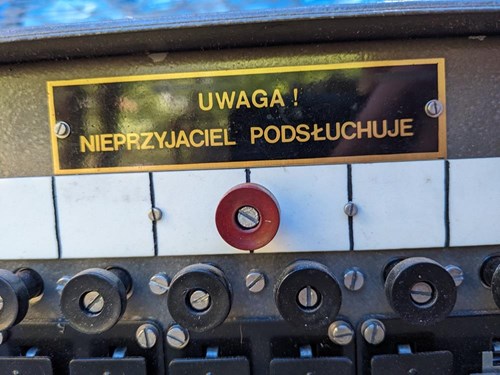 UWAGA !
NIEPRZYJACIEL PODSŁUCHUJE